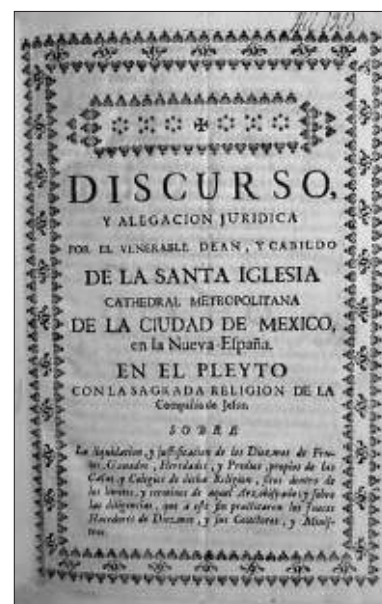 DISCURSO,
Y ALEGACION JURIDICA
POR EL VENERABLE DEAN, Y CABILDO
DE LA SANTA IGLESIA
CATHEDRAL METROPOLITANA
DE LA CIUDAD DE MEXICO,
en la Nueva-España.
EN EL PLEYTO
CON LA SAGRADA RELIGION DE LA
Compañia de Jesus.
SOBRE
La liquidacion, y justificacion de los Diezmos de Fru-
tos, Ganados, Heredades, y Predios, propios de las
Casas, y Colegios de dicha Religion, sitos dentro de
los limites, y terminos de aquel Arzobispado; y sobre
las diligencias, que a este fin practicaron los Jueces
Hacedores de Diezmos, y sus Colectores, y Minis-
tros.